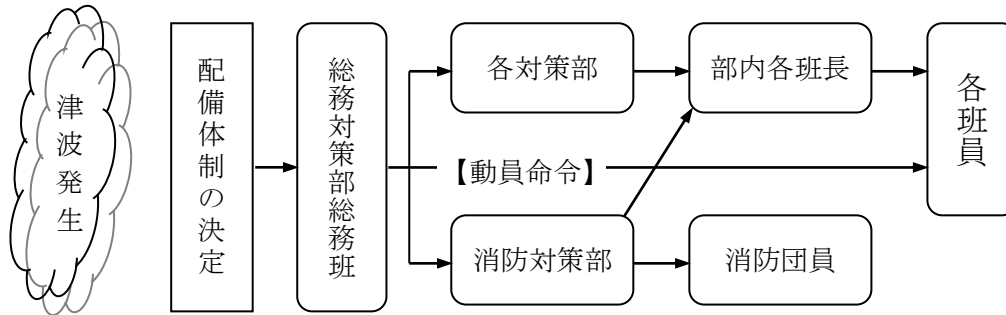 津波発生
配備体制の決定
総務対策部総務班
各対策部
部内各班長
各班員
【動員命令】
消防対策部
消防団員